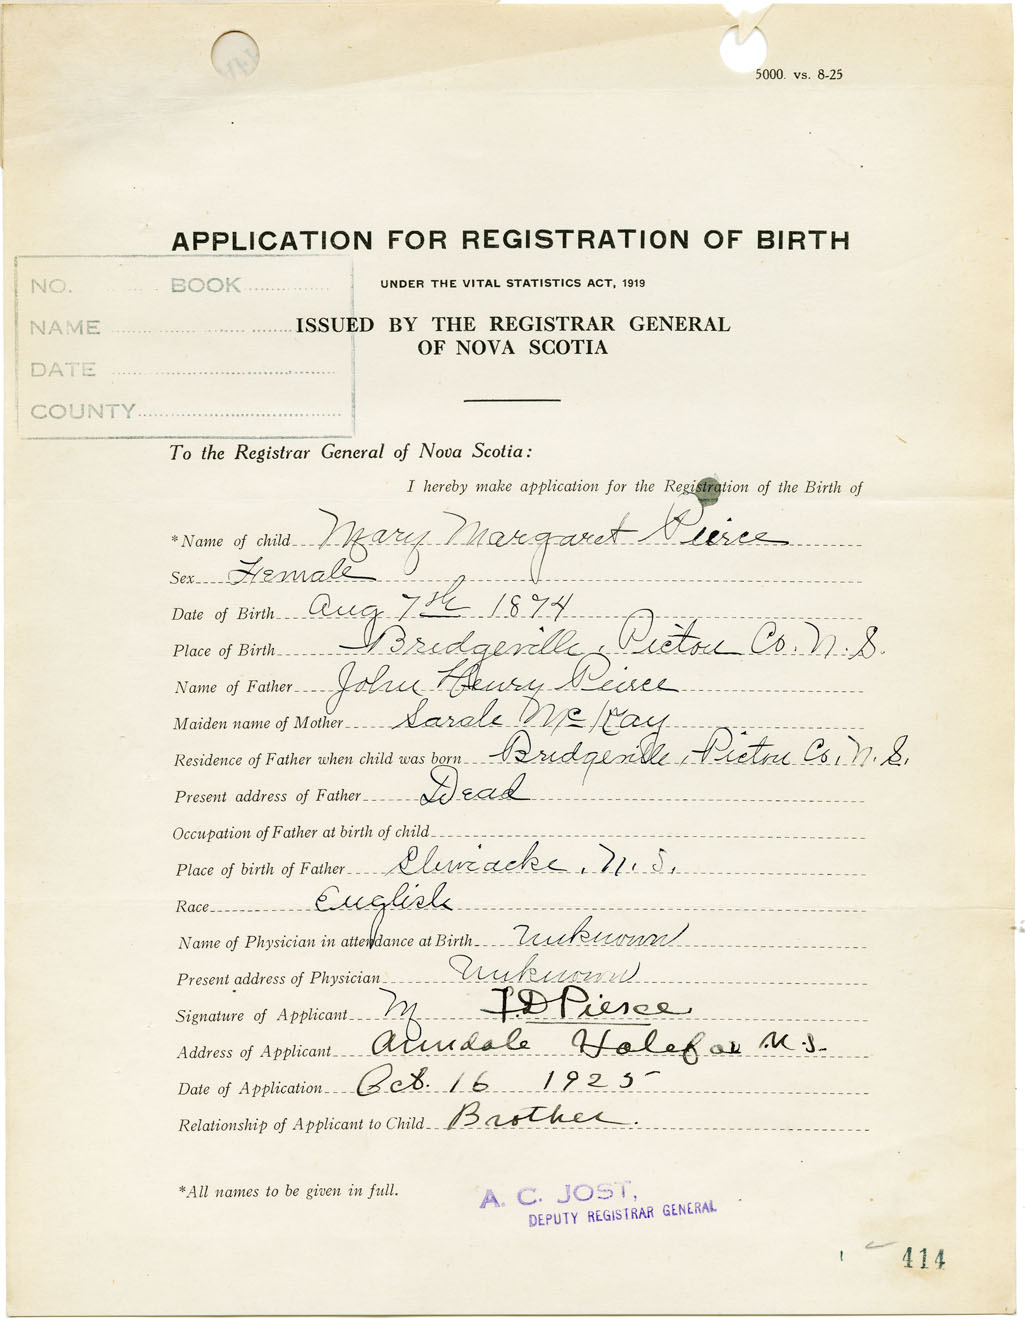 5000. vs. 8-25
APPLICATION FOR REGISTRATION OF BIRTH
UNDER THE VITAL STATISTICS ACT, 1919
ISSUED BY THE REGISTRAR GENERAL
OF NOVA SCOTIA
NO. BOOK
NAME
DATE
COUNTY
To the Registrar General of Nova Scotia:
I hereby make application for the Registration of the Birth of
*Name of child Mary Margaret Pierce
Sex Female
Date of Birth Aug 7th 1874
Place of Birth Bridgeville, Pictou Co. N. S.
Name of Father John Henry Peirce
Maiden name of Mother Sarah McKay
Residence of Father when child was born Bridgeville, Pictou Co, N. S.
Present address of Father Dead
Occupation of Father at birth of child
Place of birth of Father N. S.
Race English
Name of Physician in attendance at Birth Unknown
Present address of Physician Unknown
Signature of Applicant M D Pierce
Address of Applicant Armdale Halefax N.S.
Date of Application Oct. 16 1925
Relationship of Applicant to Child Brother.
*All names to be given in full.
A. C. JOST,
DEPUTY REGISTRAR GENERAL
414